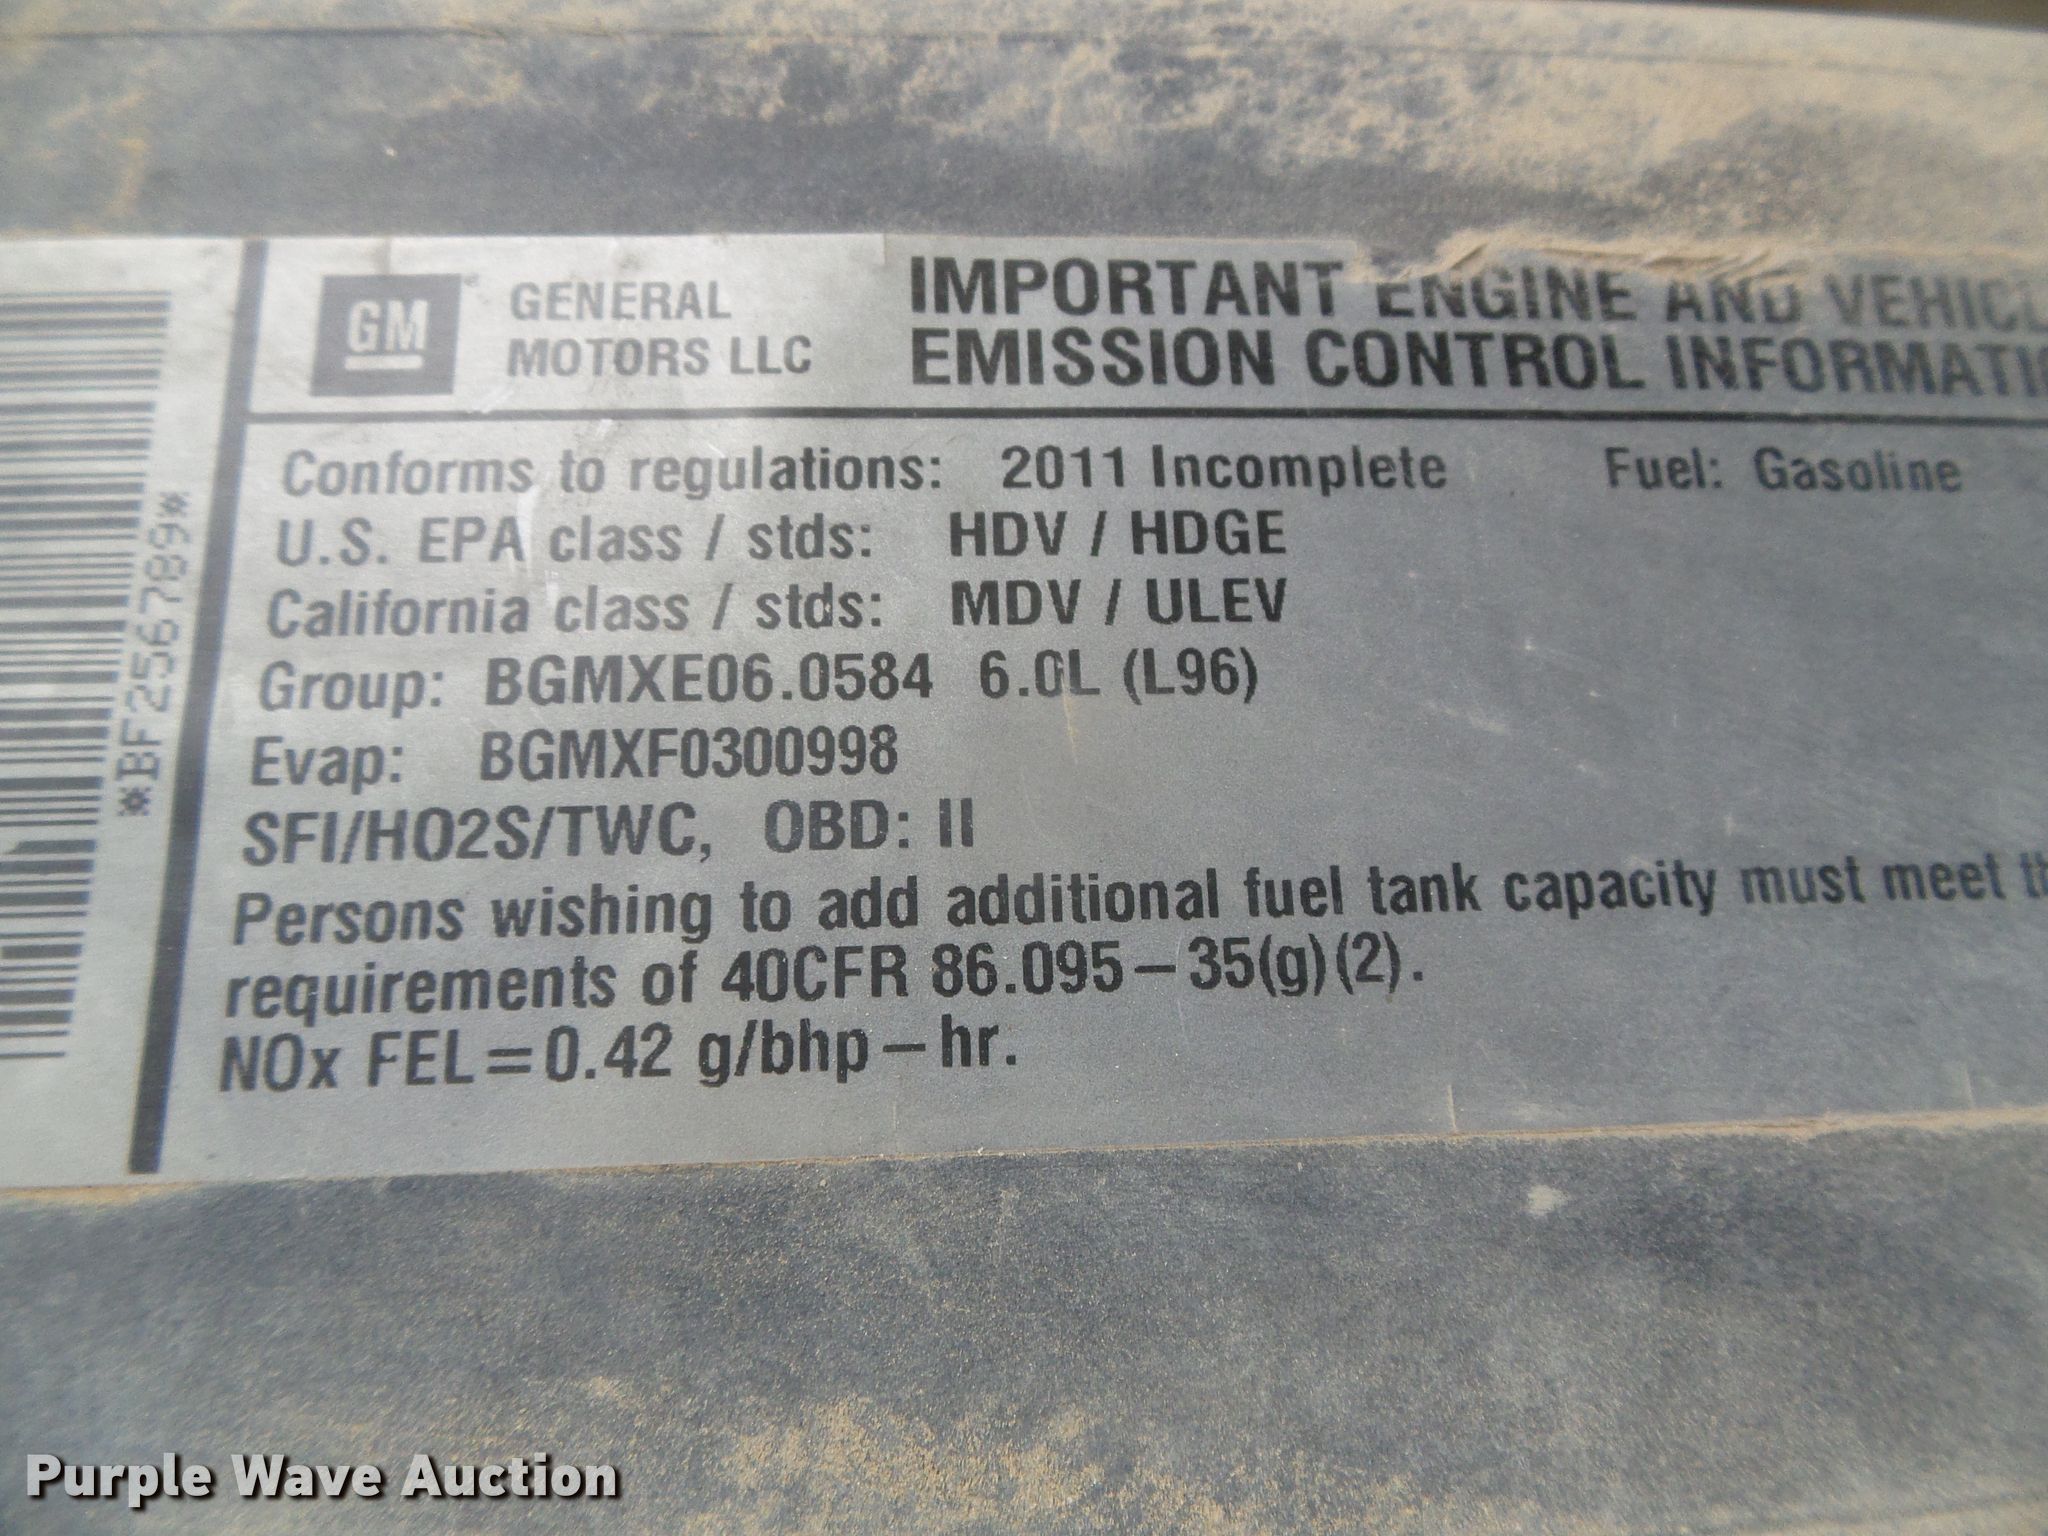 GM
GENERAL
MOTORS LLC
IMPORTANT ENGINE AND VEHICL
EMISSION CONTROL INFORMATIO
Conforms to regulations: 2011 Incomplete Fuel: Gasoline
U.S. EPA class / stds: HDV / HDGE
California class / stds: MDV / ULEV
Group: BGMXE06.0584 6.0L (L96)
Evap: BGMXF0300998
SFI/HO2S/TWC, OBD: II
Persons wishing to add additional fuel tank capacity must meet th
requirements of 40CFR 86.095–35(g)(2).
NOx FEL=0.42 g/bhp–hr.
*BF256789*
Purple Wave Auction